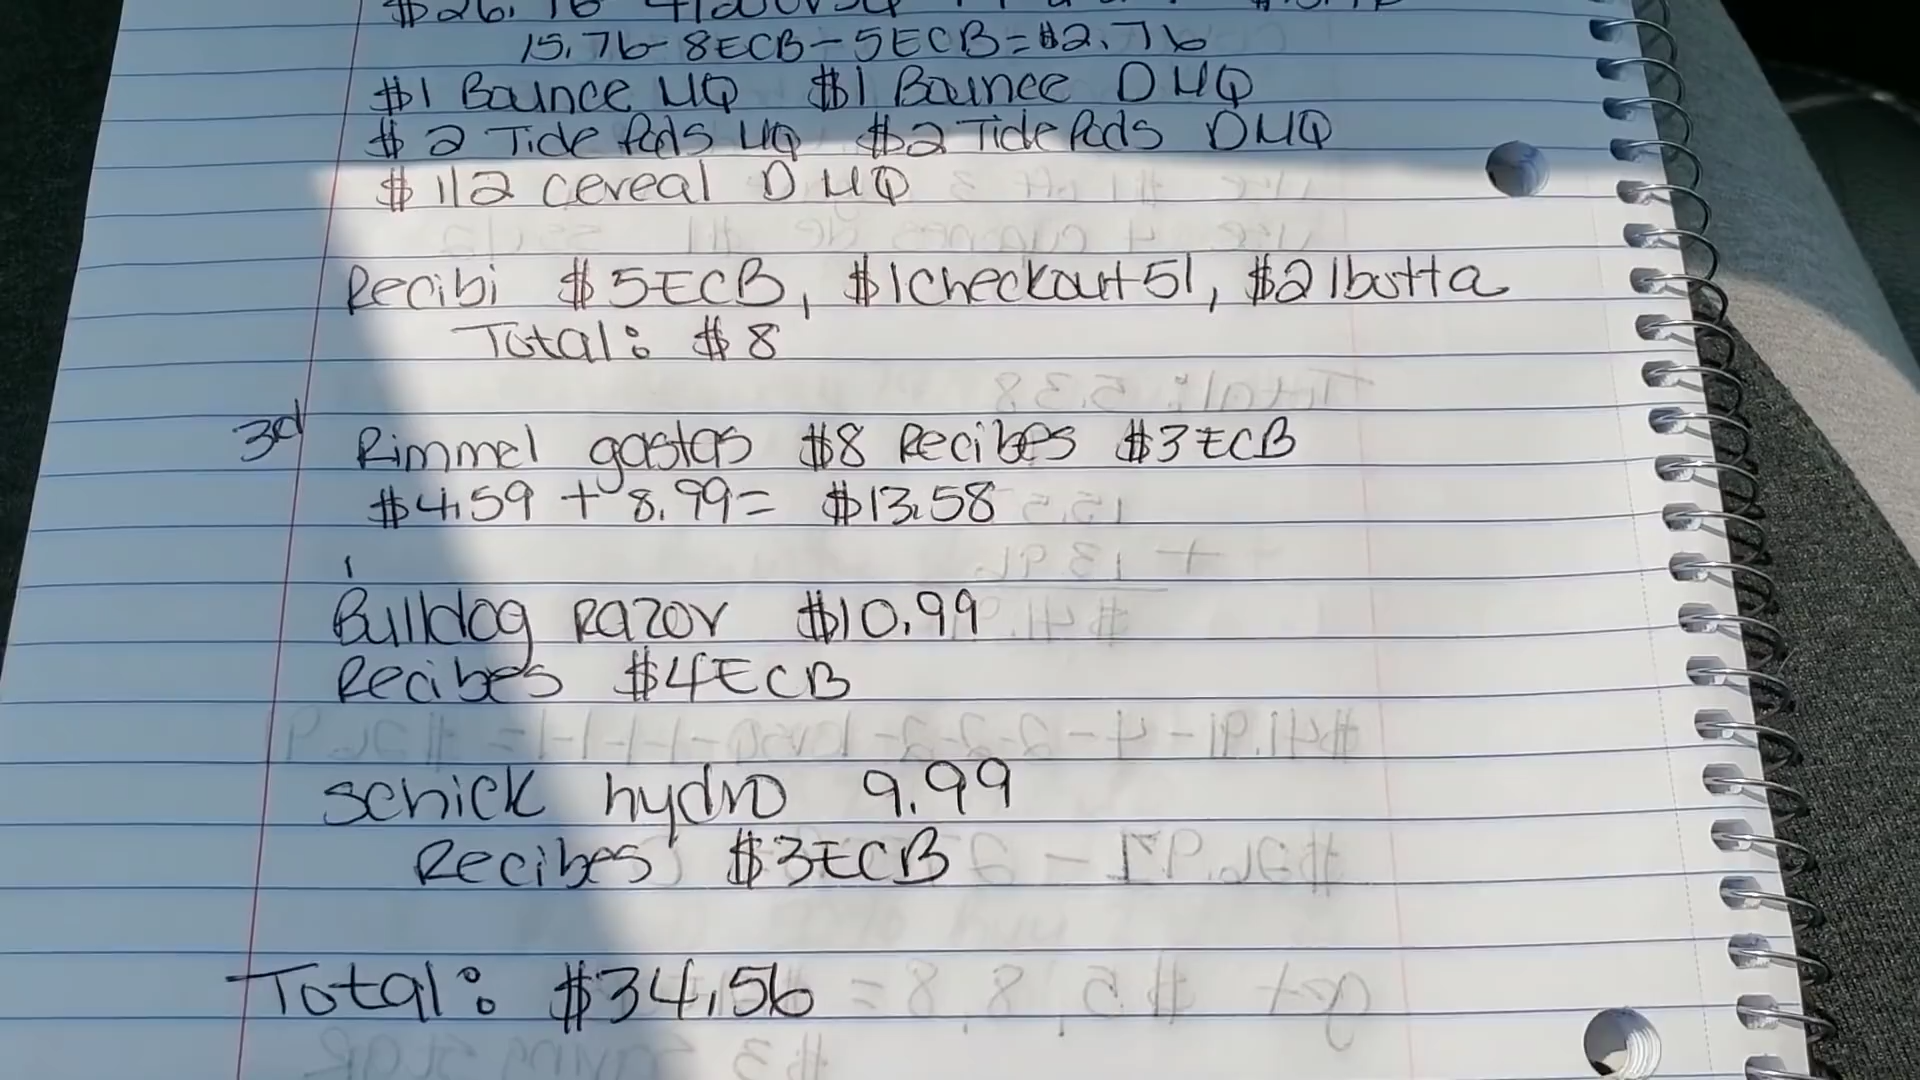 15.76-8ECB-5ECB=$2.76
$1 Bounce MQ $1 Bounce DMQ
$2 Tide Pods MQ $2 Tide Pods DMQ
$1/2 cereal DMQ
Recibi $5ECB, $1checkout51, $2 Ibotta
Total: $8
3rd Rimmel gastas $8 Recibes $3ECB
$4.59 + 8.99= $13.58
Bulldog Razor $10.99
Recibes $4ECB
Schick hydro 9.99
Recibes $3ECB
Total: $34.56